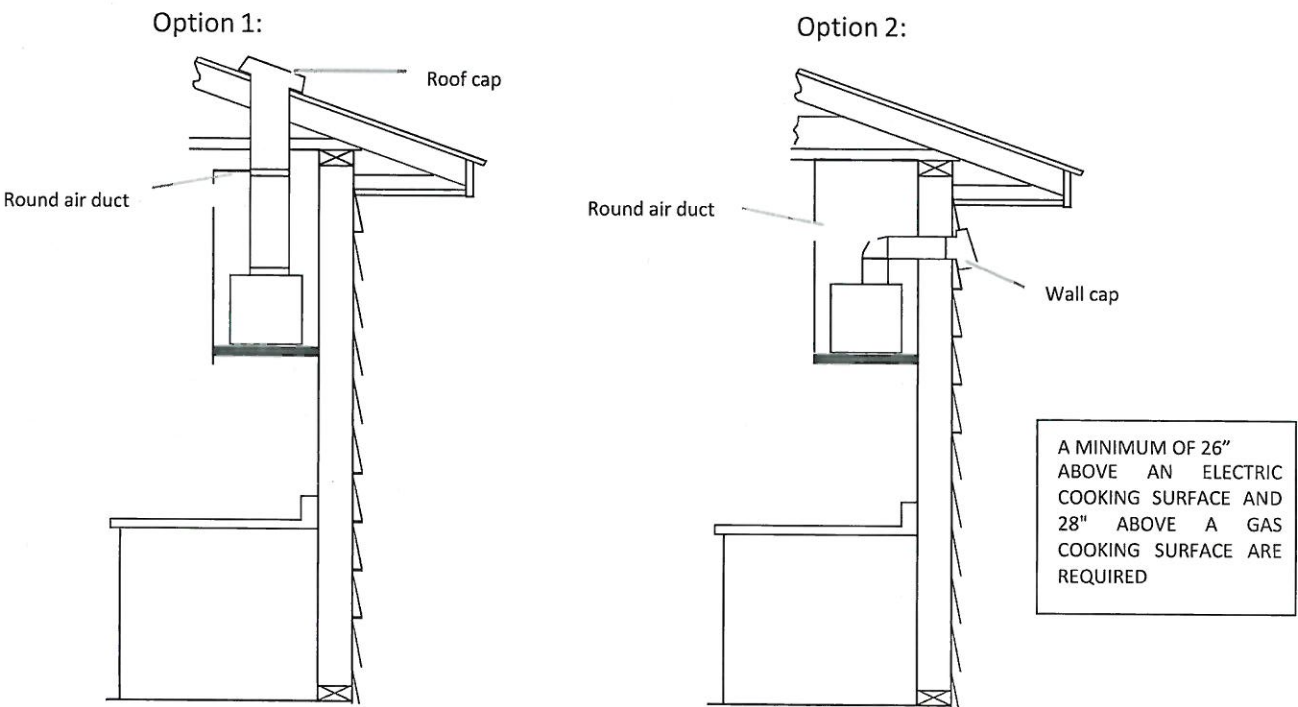 Option 1:
Roof cap
Round air duct
Option 2:
Round air duct
Wall cap
A MINIMUM OF 26”
ABOVE AN ELECTRIC
COOKING SURFACE AND
28" ABOVE A GAS
COOKING SURFACE ARE
REQUIRED